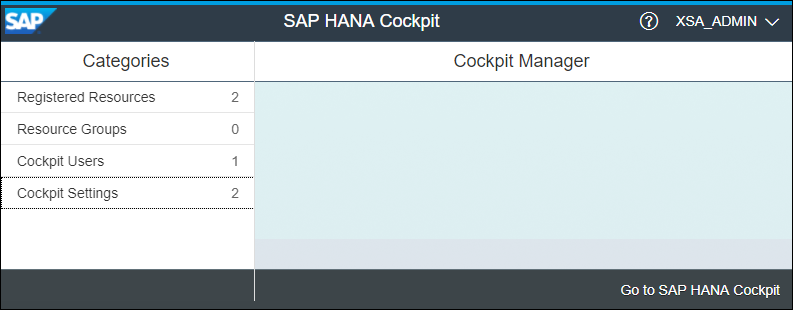 SAP SAP HANA Cockpit ? XSA_ADMIN
Categories
Cockpit Manager
Registered Resources 2
Resource Groups 0
Cockpit Users 1
Cockpit Settings 2
Go to SAP HANA Cockpit